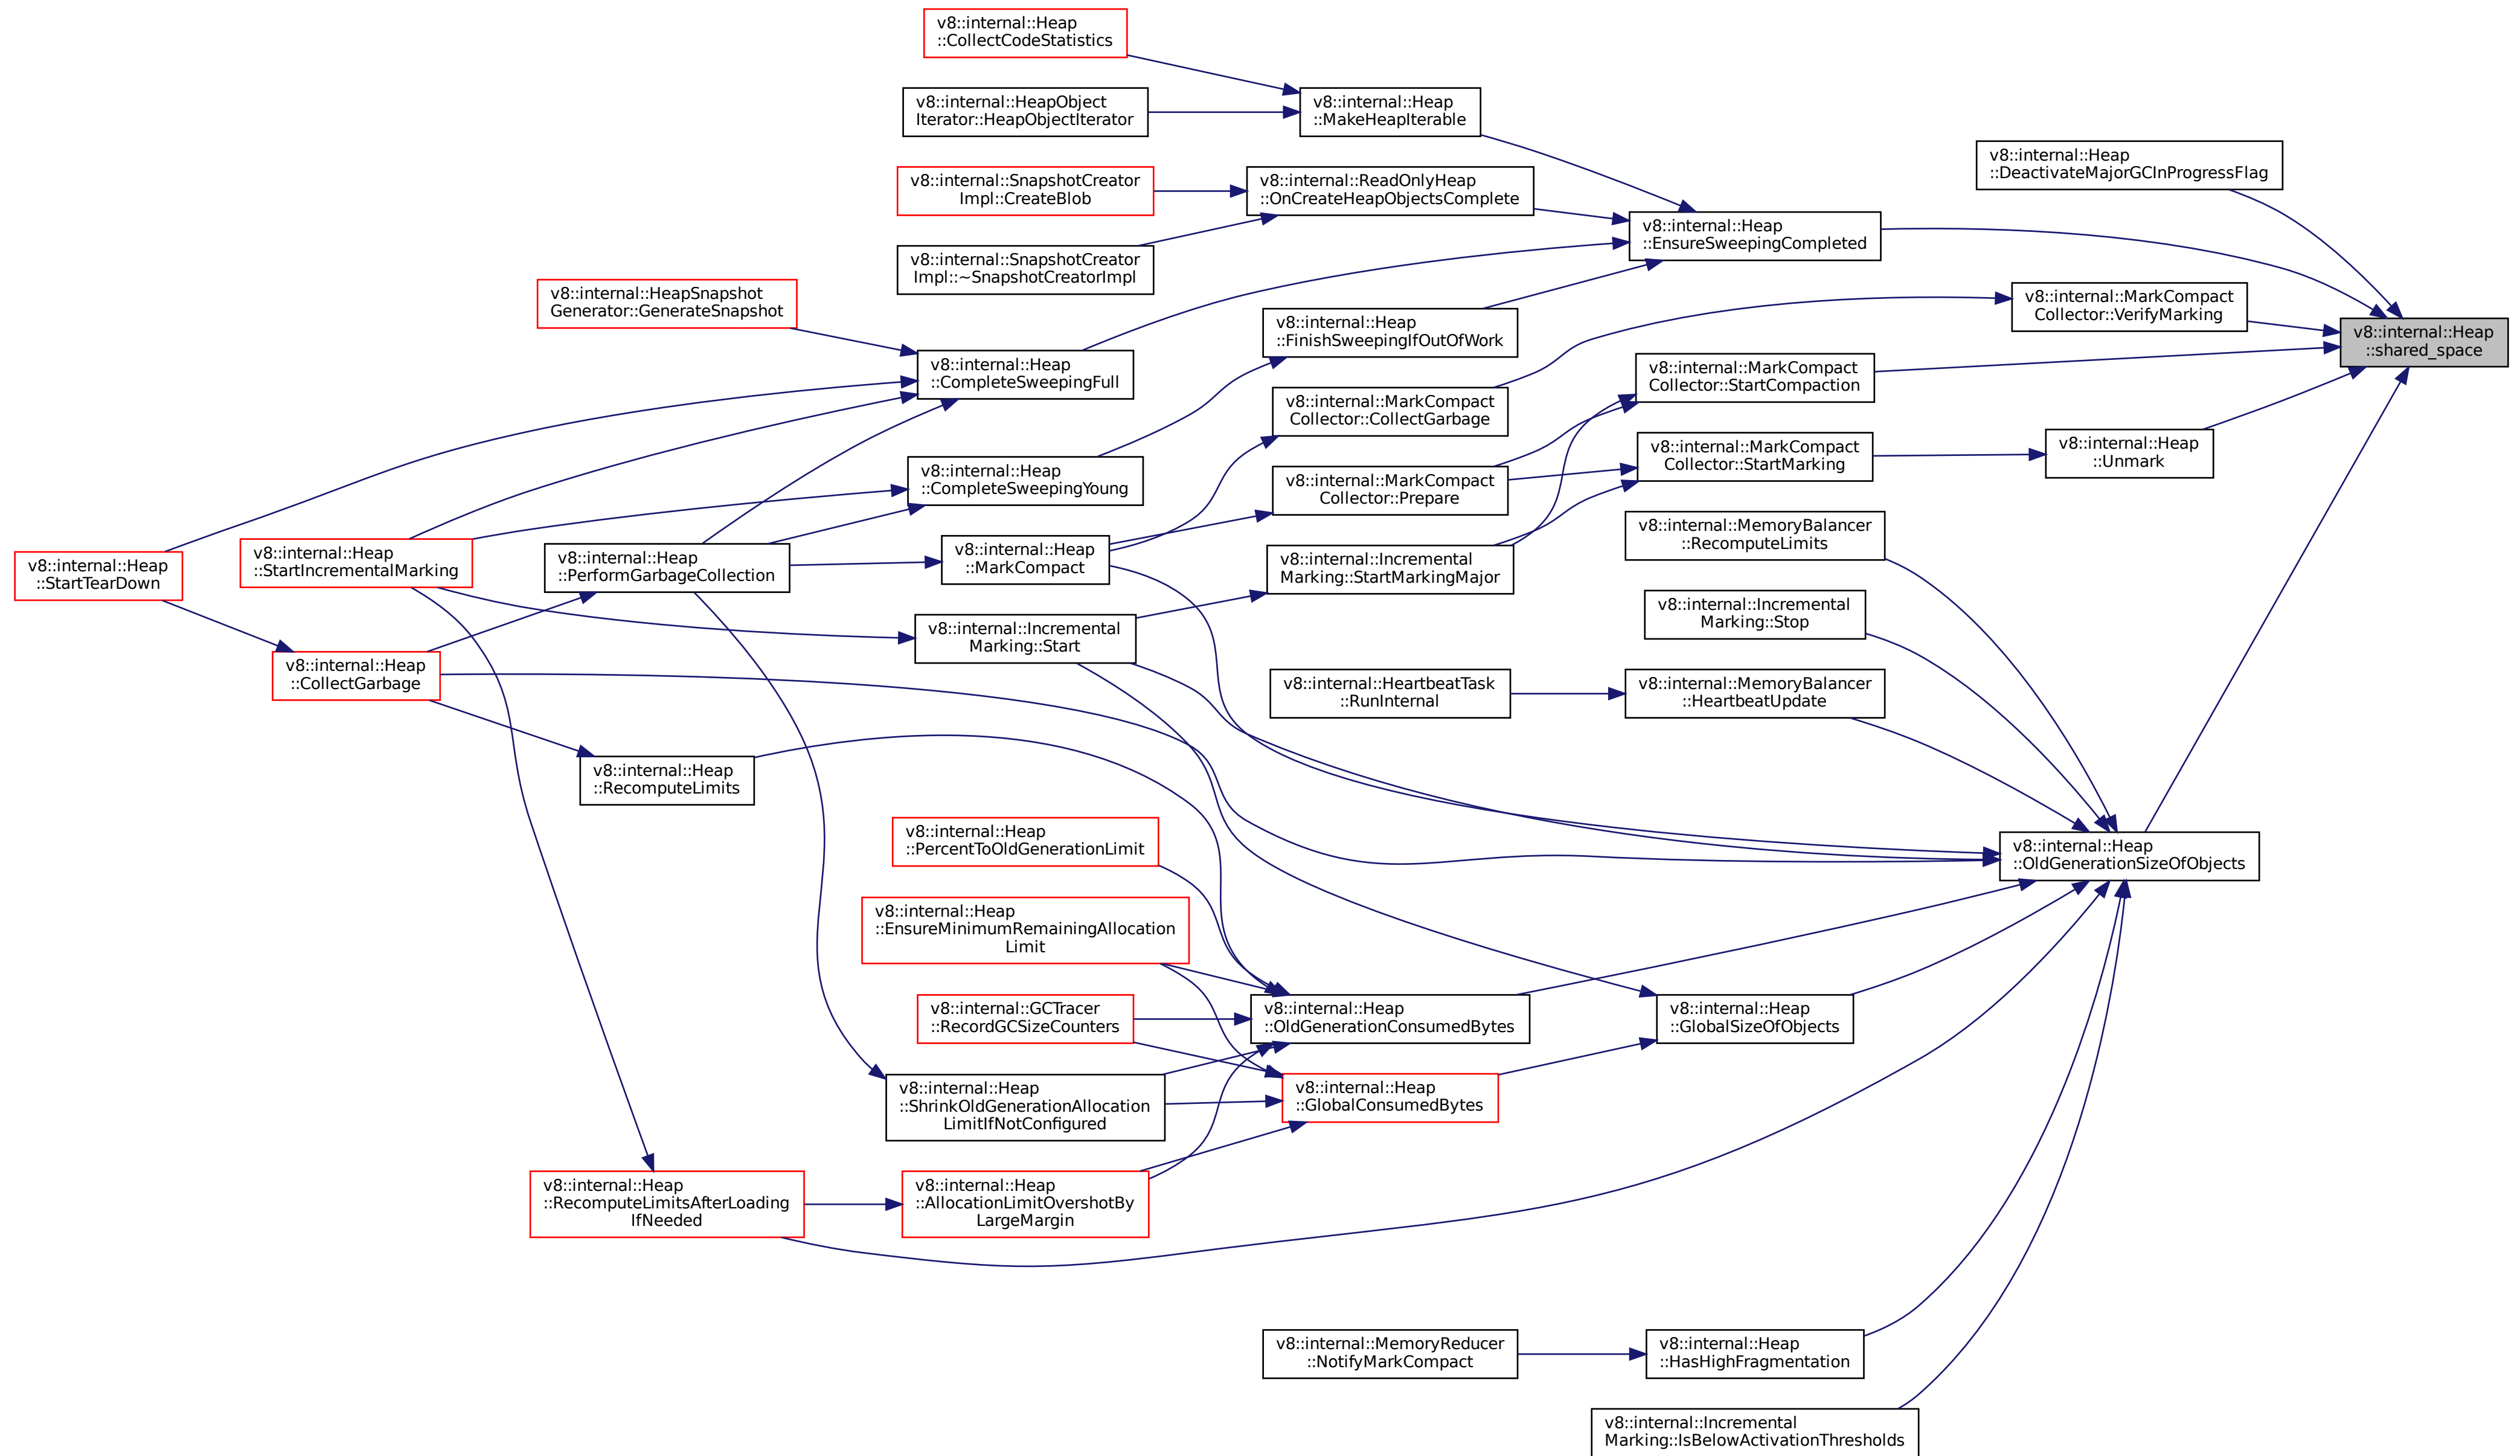 v8::internal::Heap
::CollectCodeStatistics
v8::internal::HeapObject
Iterator::HeapObjectIterator
v8::internal::Heap
::MakeHeapIterable
v8::internal::Heap
::DeactivateMajorGCInProgressFlag
v8::internal::SnapshotCreator
Impl::CreateBlob
v8::internal::ReadOnlyHeap
::OnCreateHeapObjectsComplete
v8::internal::Heap
::EnsureSweepingCompleted
v8::internal::SnapshotCreator
Impl::~SnapshotCreatorImpl
v8::internal::HeapSnapshot
Generator::GenerateSnapshot
v8::internal::MarkCompact
Collector::VerifyMarking
v8::internal::Heap
::FinishSweepingIfOutOfWork
v8::internal::Heap
::shared_space
v8::internal::Heap
::CompleteSweepingFull
v8::internal::MarkCompact
Collector::StartCompaction
v8::internal::MarkCompact
Collector::CollectGarbage
v8::internal::MarkCompact
Collector::StartMarking
v8::internal::Heap
::Unmark
v8::internal::Heap
::CompleteSweepingYoung
v8::internal::MarkCompact
Collector::Prepare
v8::internal::MemoryBalancer
::RecomputeLimits
v8::internal::Heap
::StartTearDown
v8::internal::Heap
::StartIncrementalMarking
v8::internal::Heap
::PerformGarbageCollection
v8::internal::Heap
::MarkCompact
v8::internal::Incremental
Marking::StartMarkingMajor
v8::internal::Incremental
Marking::Stop
v8::internal::Incremental
Marking::Start
v8::internal::Heap
::CollectGarbage
v8::internal::HeartbeatTask
::RunInternal
v8::internal::MemoryBalancer
::HeartbeatUpdate
v8::internal::Heap
::RecomputeLimits
v8::internal::Heap
::PercentToOldGenerationLimit
v8::internal::Heap
::OldGenerationSizeOfObjects
v8::internal::Heap
::EnsureMinimumRemainingAllocation
Limit
v8::internal::GCTracer
::RecordGCSizeCounters
v8::internal::Heap
::OldGenerationConsumedBytes
v8::internal::Heap
::GlobalSizeOfObjects
v8::internal::Heap
::ShrinkOldGenerationAllocation
LimitIfNotConfigured
v8::internal::Heap
::GlobalConsumedBytes
v8::internal::Heap
::RecomputeLimitsAfterLoading
IfNeeded
v8::internal::Heap
::AllocationLimitOvershotBy
LargeMargin
v8::internal::MemoryReducer
::NotifyMarkCompact
v8::internal::Heap
::HasHighFragmentation
v8::internal::Incremental
Marking::IsBelowActivationThresholds